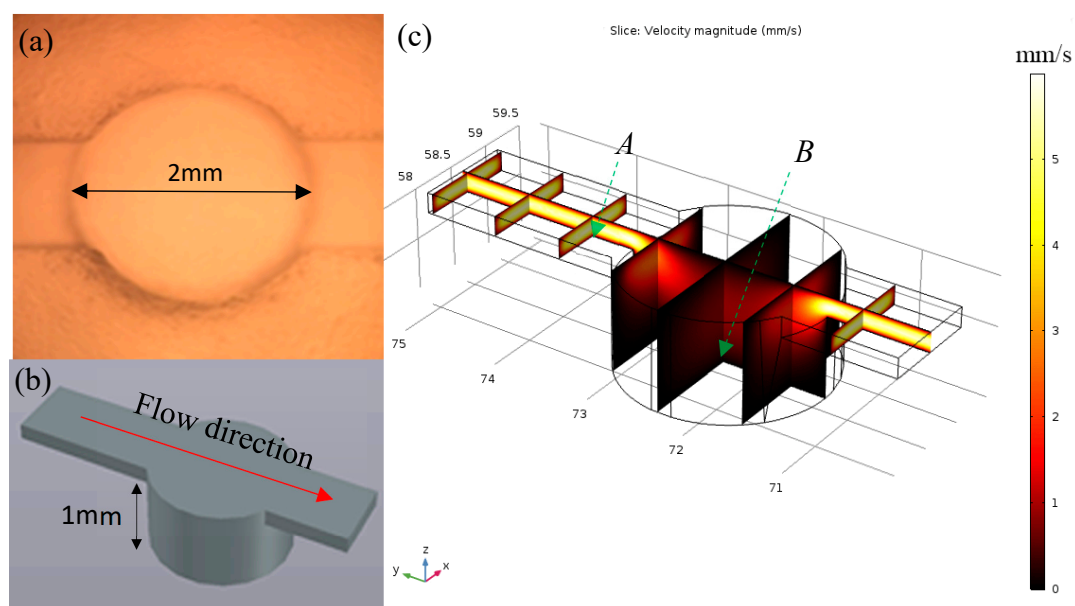 (a)
2mm
(b)
Flow direction
1mm
(c)
Slice: Velocity magnitude (mm/s)
mm/s
59.5
59
58.5
58
A
B
75
74
73
72
71
5
4
3
2
1
0
z
y
x